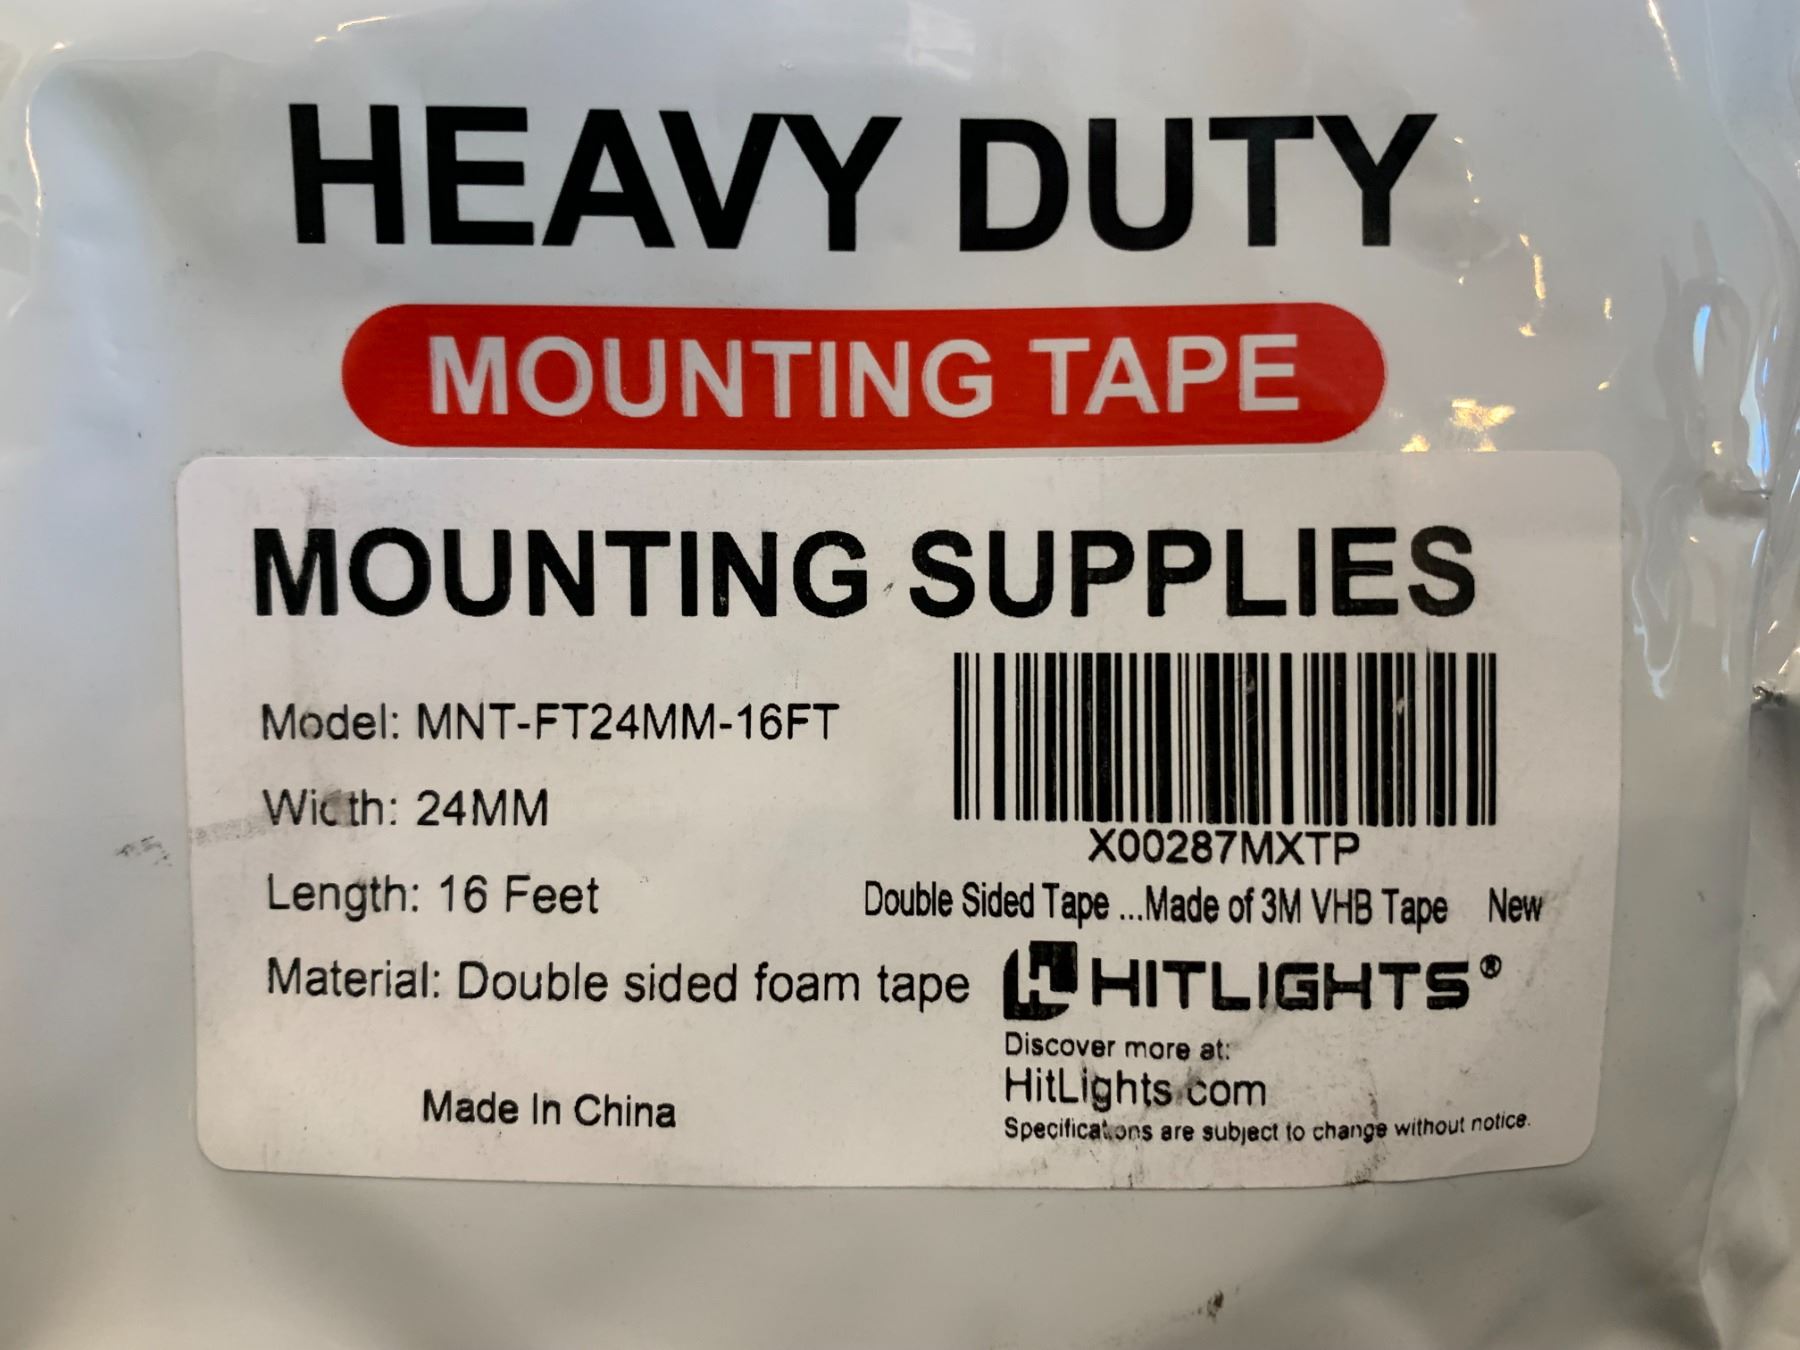 HEAVY DUTY
MOUNTING TAPE
MOUNTING SUPPLIES
Model: MNT-FT24MM-16FT
Width: 24MM
Length: 16 Feet
Material: Double sided foam tape
Made In China
X00287MXTP
Double Sided Tape ...Made of 3M VHB Tape New
HITLIGHTS®
Discover more at:
HitLights.com
Specifications are subject to change without notice.